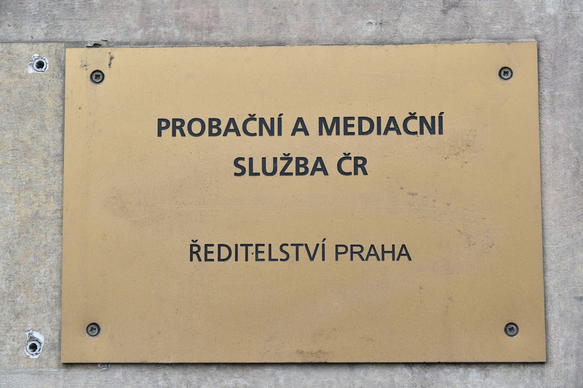 PROBAČNÍ A MEDIAČNÍ
SLUŽBA ČR
ŘEDITELSTVÍ PRAHA